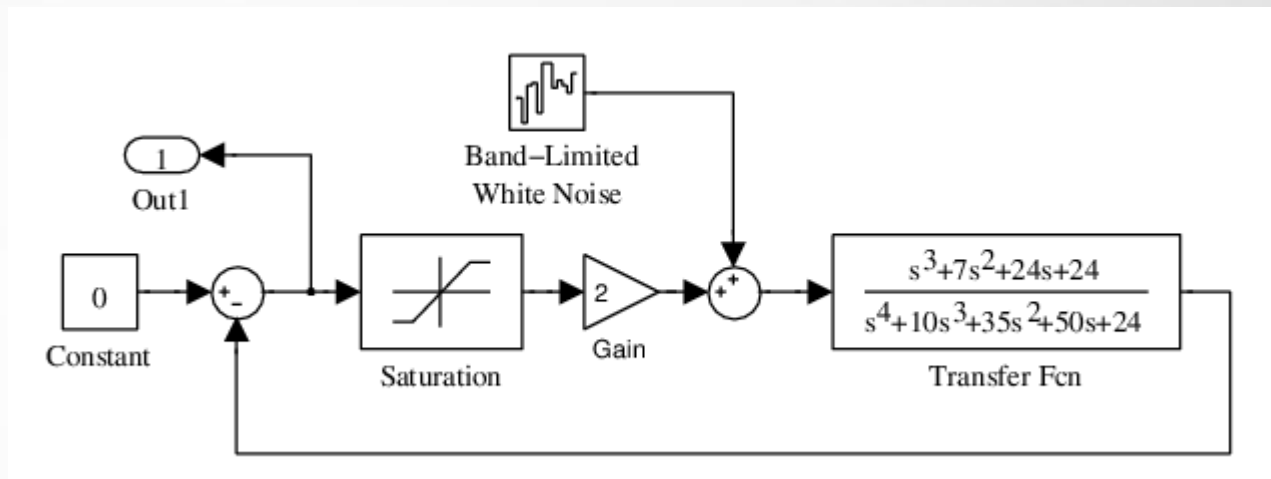 Band−Limited
White Noise
1
Out1
0
Constant
+
−
Saturation
2
Gain
+
+
s³+7s²+24s+24
s⁴+10s³+35s²+50s+24
Transfer Fcn